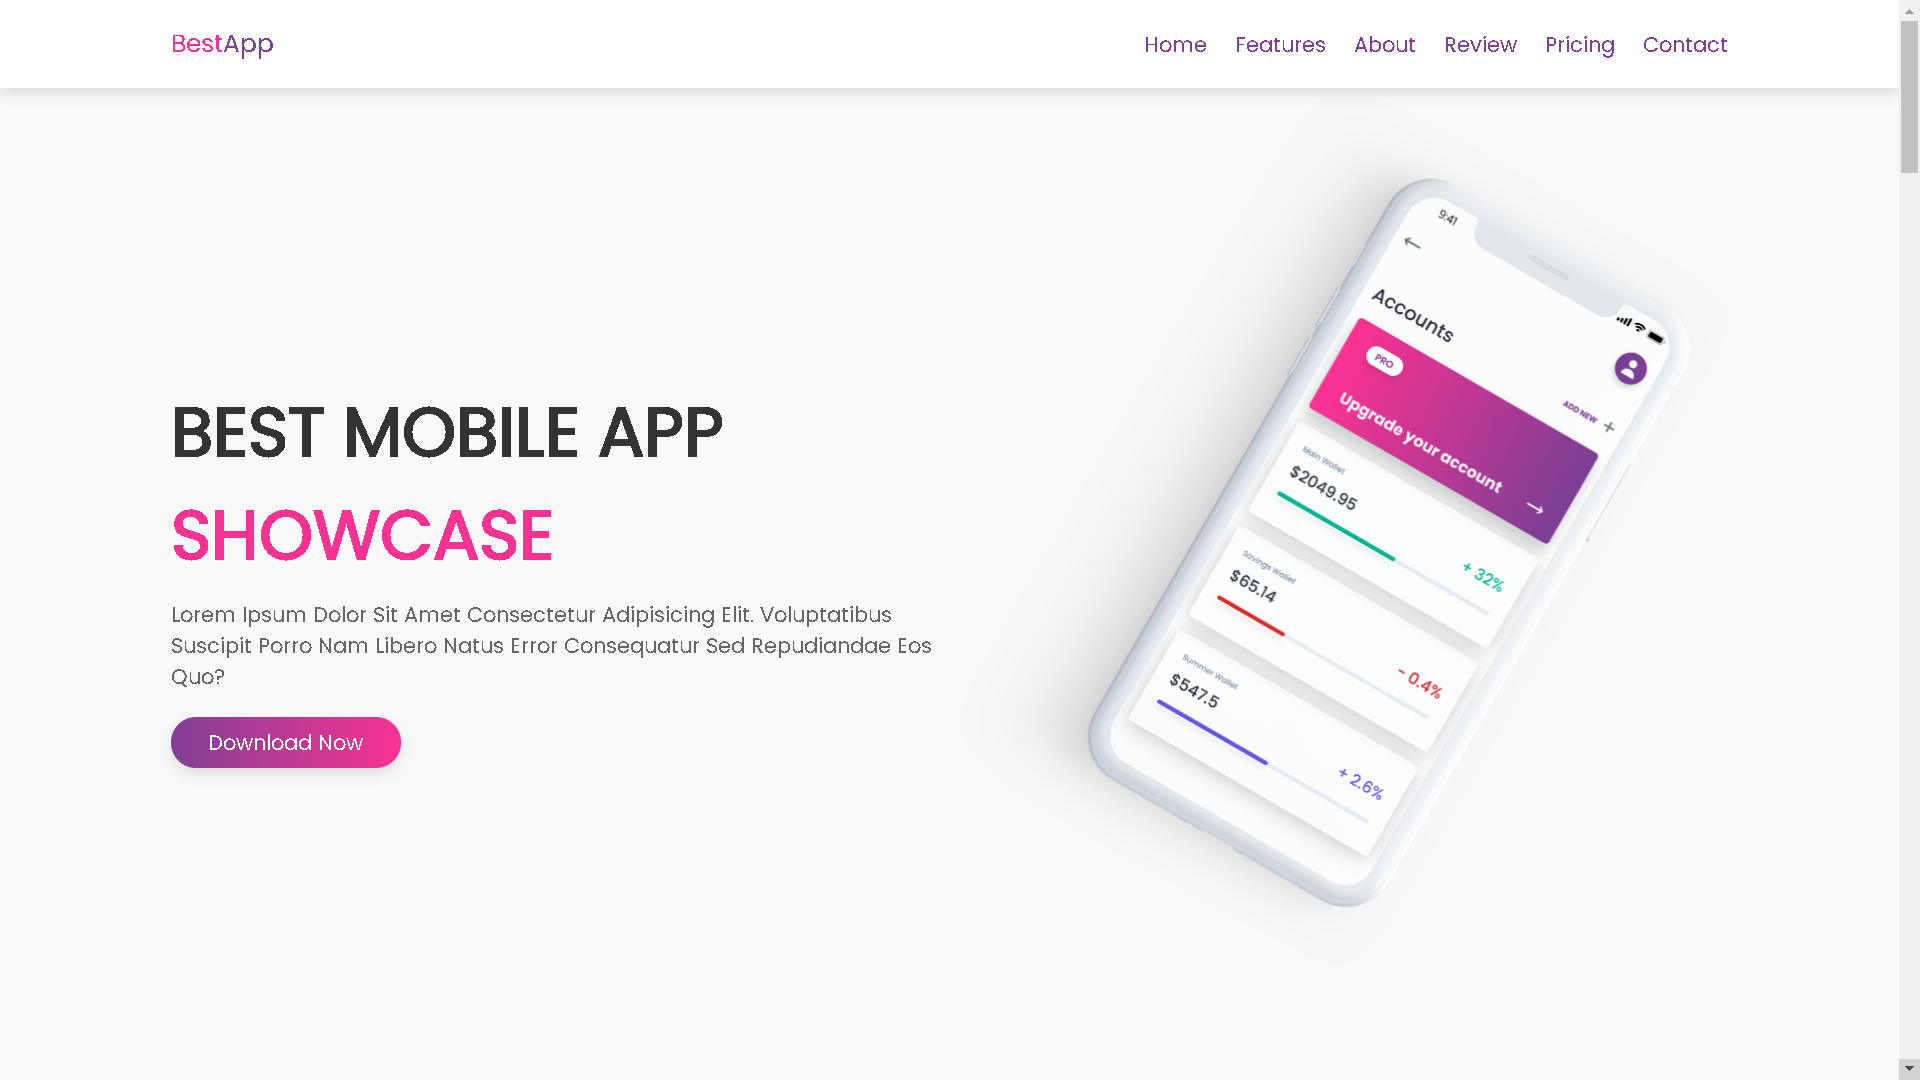 BestApp
Home Features About Review Pricing Contact
BEST MOBILE APP
SHOWCASE
Lorem Ipsum Dolor Sit Amet Consectetur Adipisicing Elit. Voluptatibus
Suscipit Porro Nam Libero Natus Error Consequatur Sed Repudiandae Eos
Quo?
Download Now
9:41
Accounts
PRO
Upgrade your account
ADD NEW +
Main Wallet
$2049.95
+ 32%
Savings Wallet
$65.14
- 0.4%
Summer Wallet
$547.5
+ 2.6%